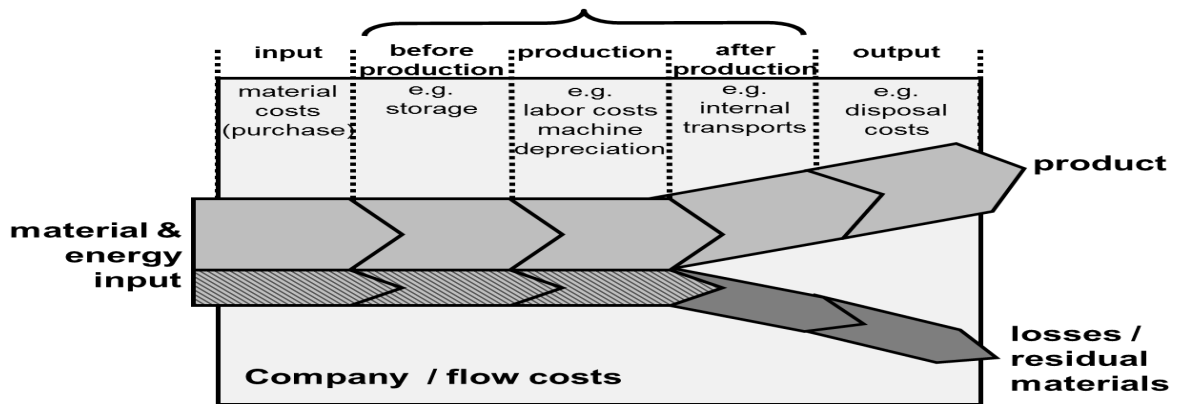 input
before
production
production
after
production
output
material
costs
(purchase)
e.g.
storage
e.g.
labor costs
machine
depreciation
e.g.
internal
transports
e.g.
disposal
costs
product
material &
energy
input
losses /
residual
materials
Company / flow costs